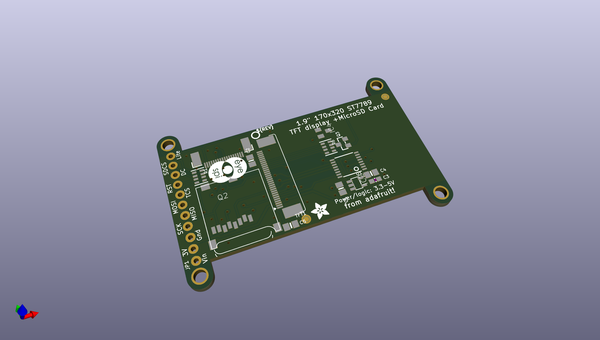 1.9" 170x320 ST7789
TFT display +MicroSD Card
Q2
Lite
DC
SDCS
RST
TCS
MOSI
MISO
SCK
Gnd
3V
Vin
JP1
Power/logic: 3.3-5V
from adafruit!